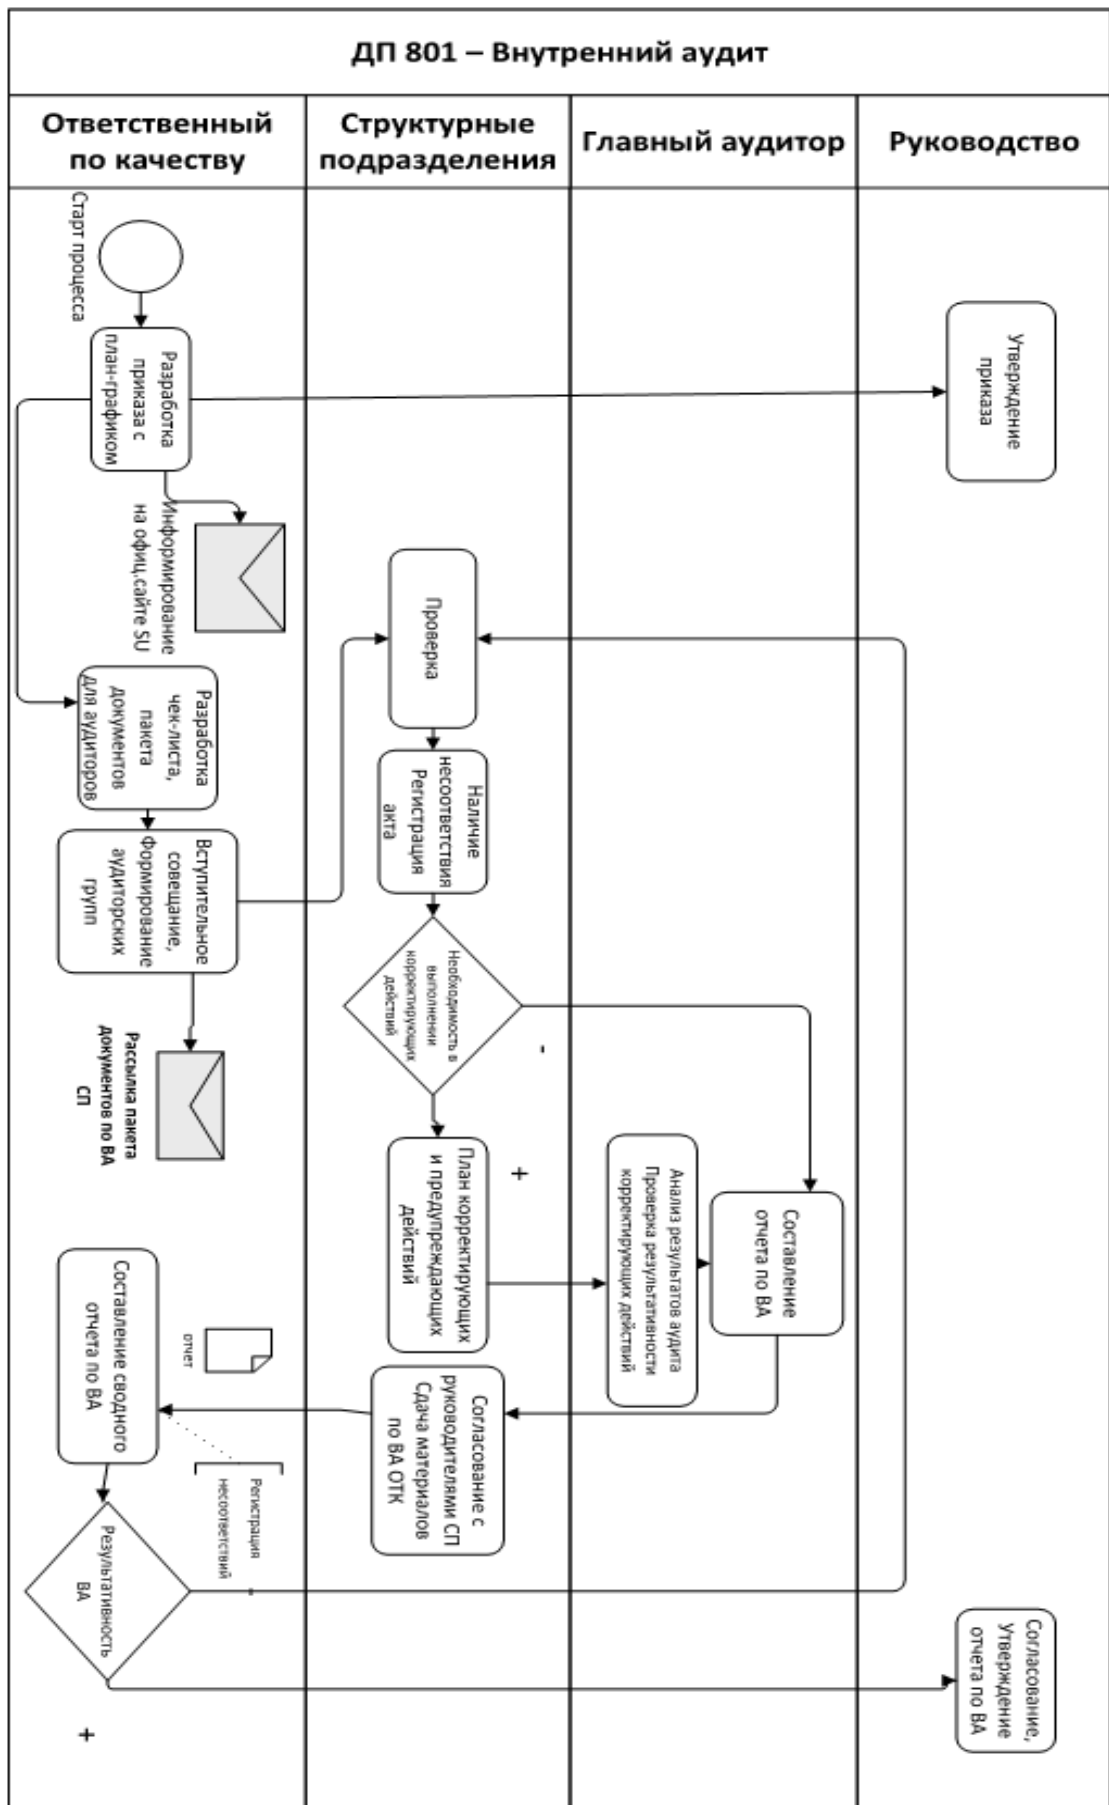 ДП 801 – Внутренний аудит
Ответственный
по качеству
Структурные
подразделения
Главный аудитор
Руководство
Старт процесса
Разработка
приказа с
план-графиком
Утверждение
приказа
Информирование
на офиц.сайте SU
Разработка
чек-листа,
пакета
документов
для аудиторов
Вступительное
совещание,
Формирование
аудиторских
групп
Рассылка пакета
документов по ВА
СП
Проверка
Наличие
несоответствия
Регистрация
акта
Необходимость в
выполнении
корректирующих
действий
-
+
План корректирующих
и предупреждающих
действий
Анализ результатов аудита
Проверка результативности
корректирующих действий
Составление
отчета по ВА
Согласование с
руководителями СП
Сдача материалов
по ВА ОТК
Составление сводного
отчета по ВА
отчет
Регистрация
несоответствий
Результативность
ВА
-
+
Согласование,
Утверждение
отчета по ВА